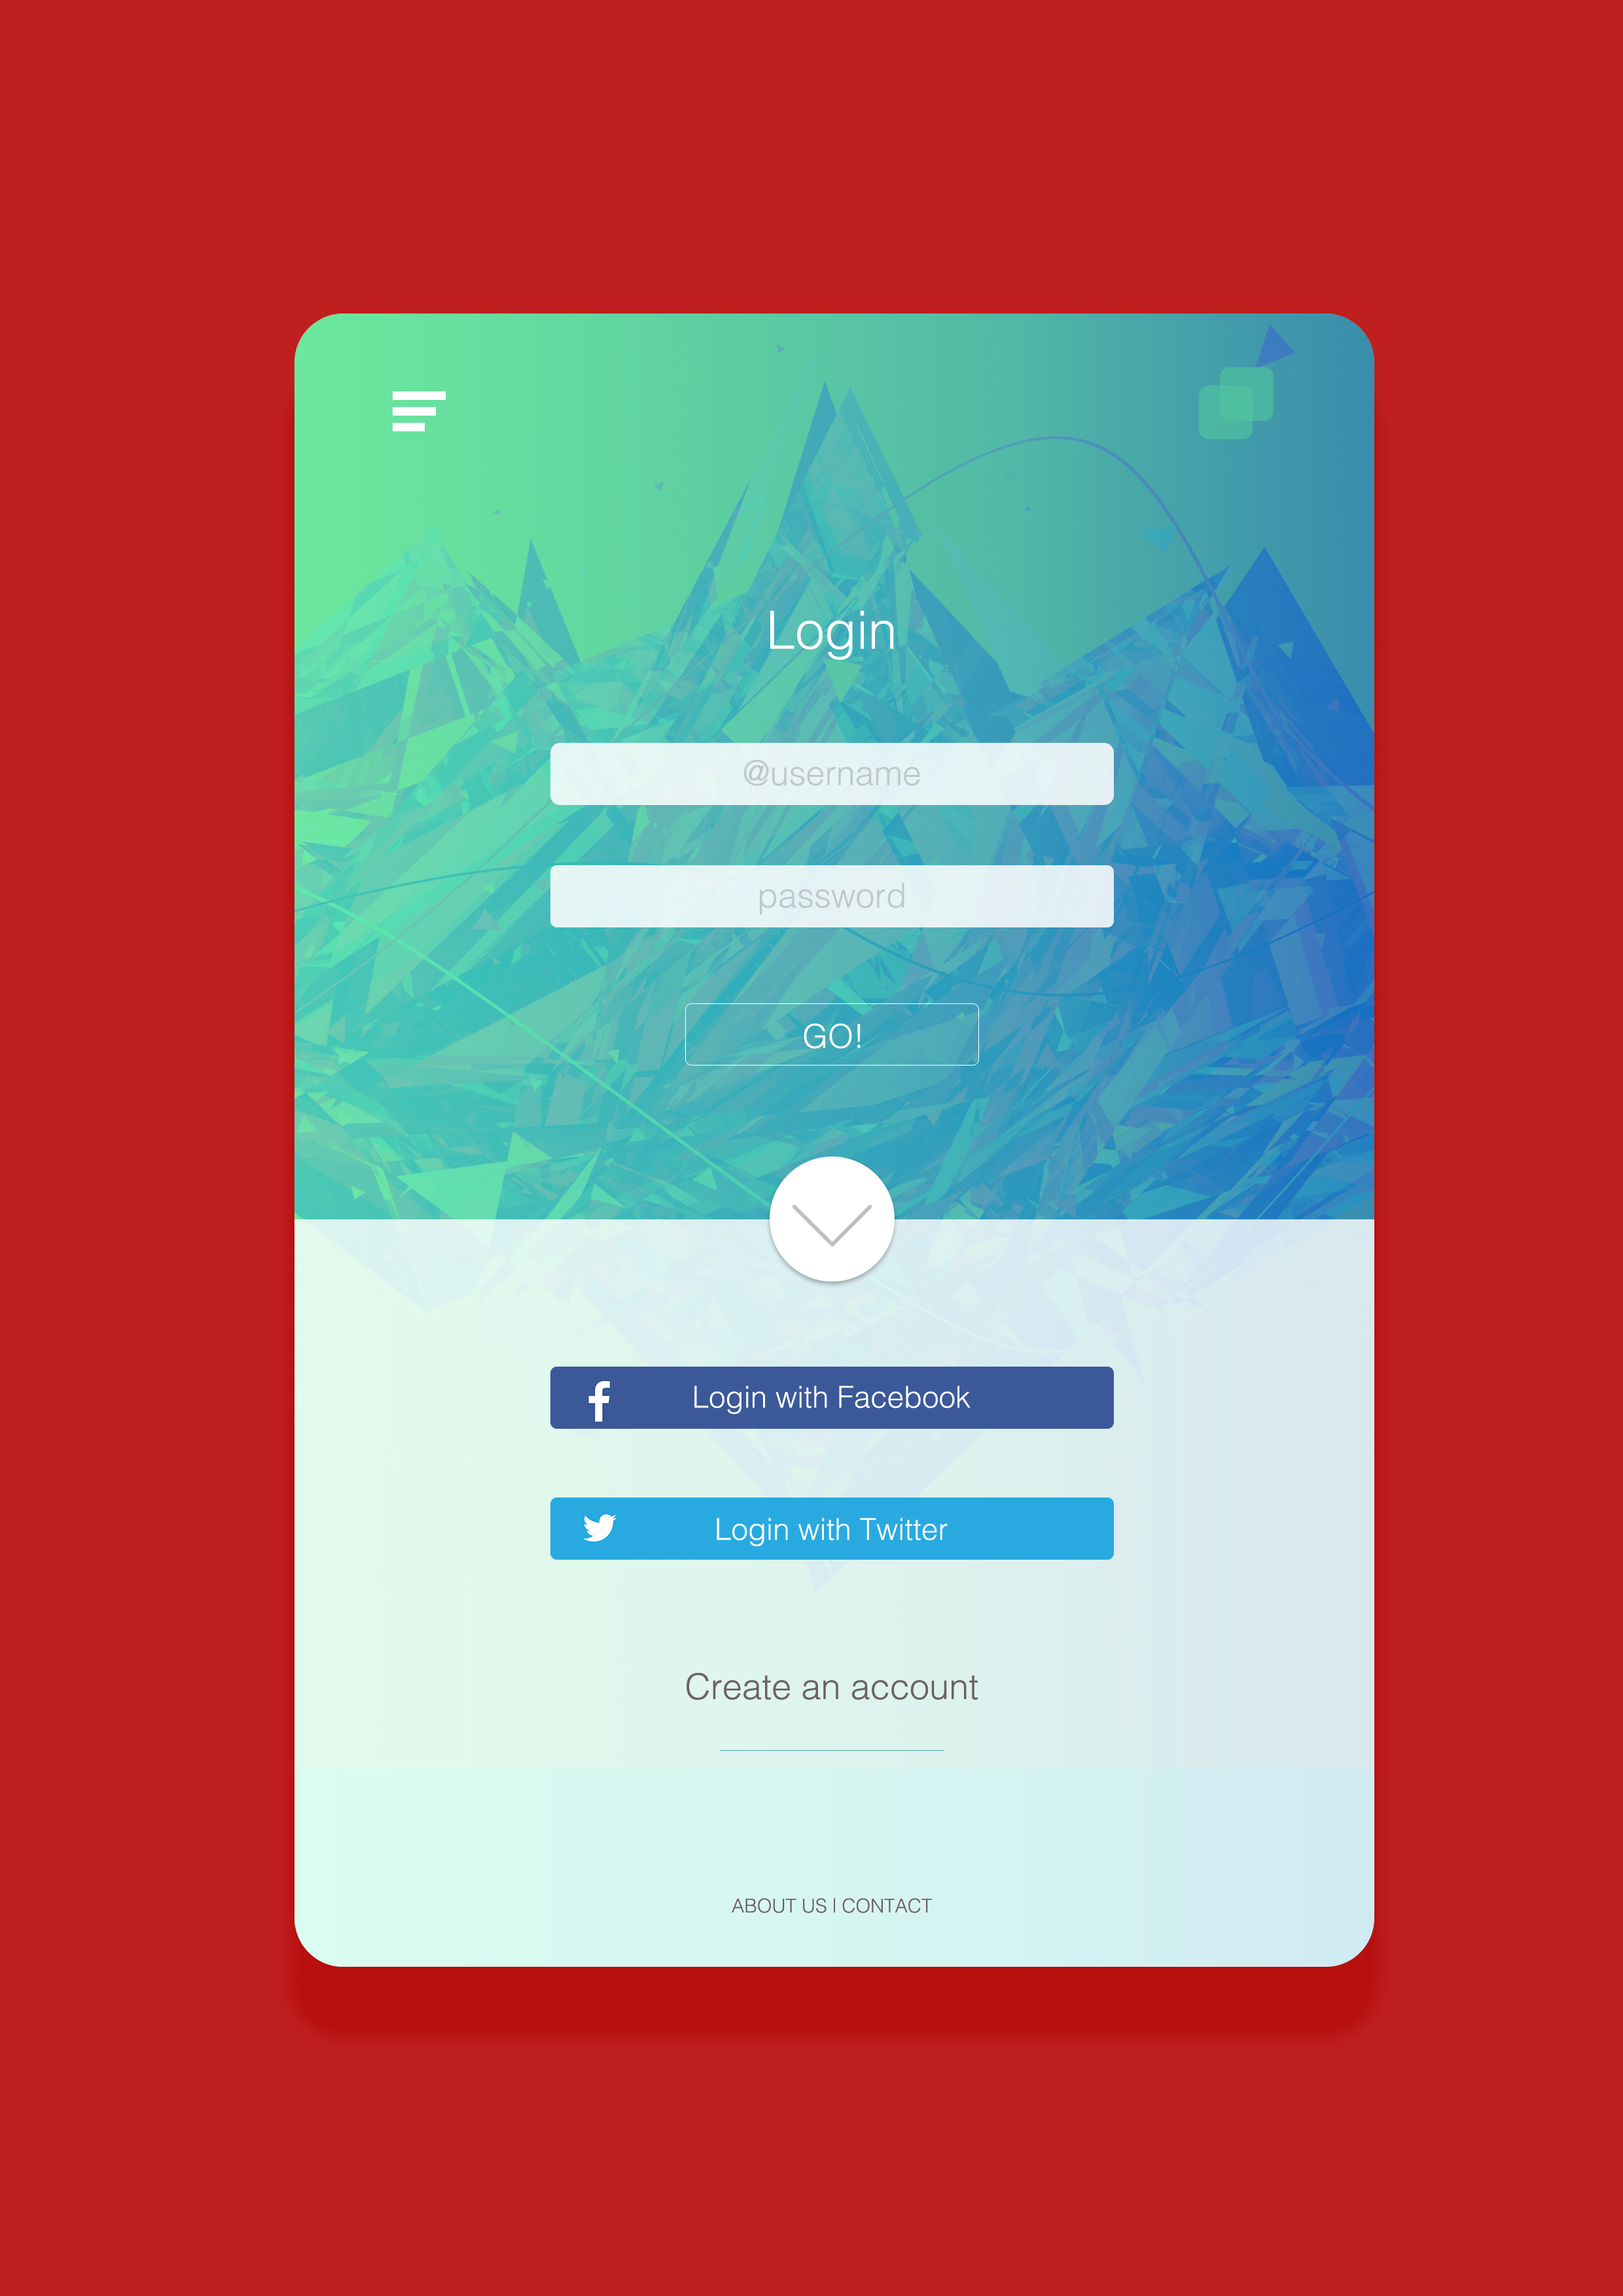 Login
@username
password
GO!
Login with Facebook
Login with Twitter
Create an account
ABOUT US | CONTACT